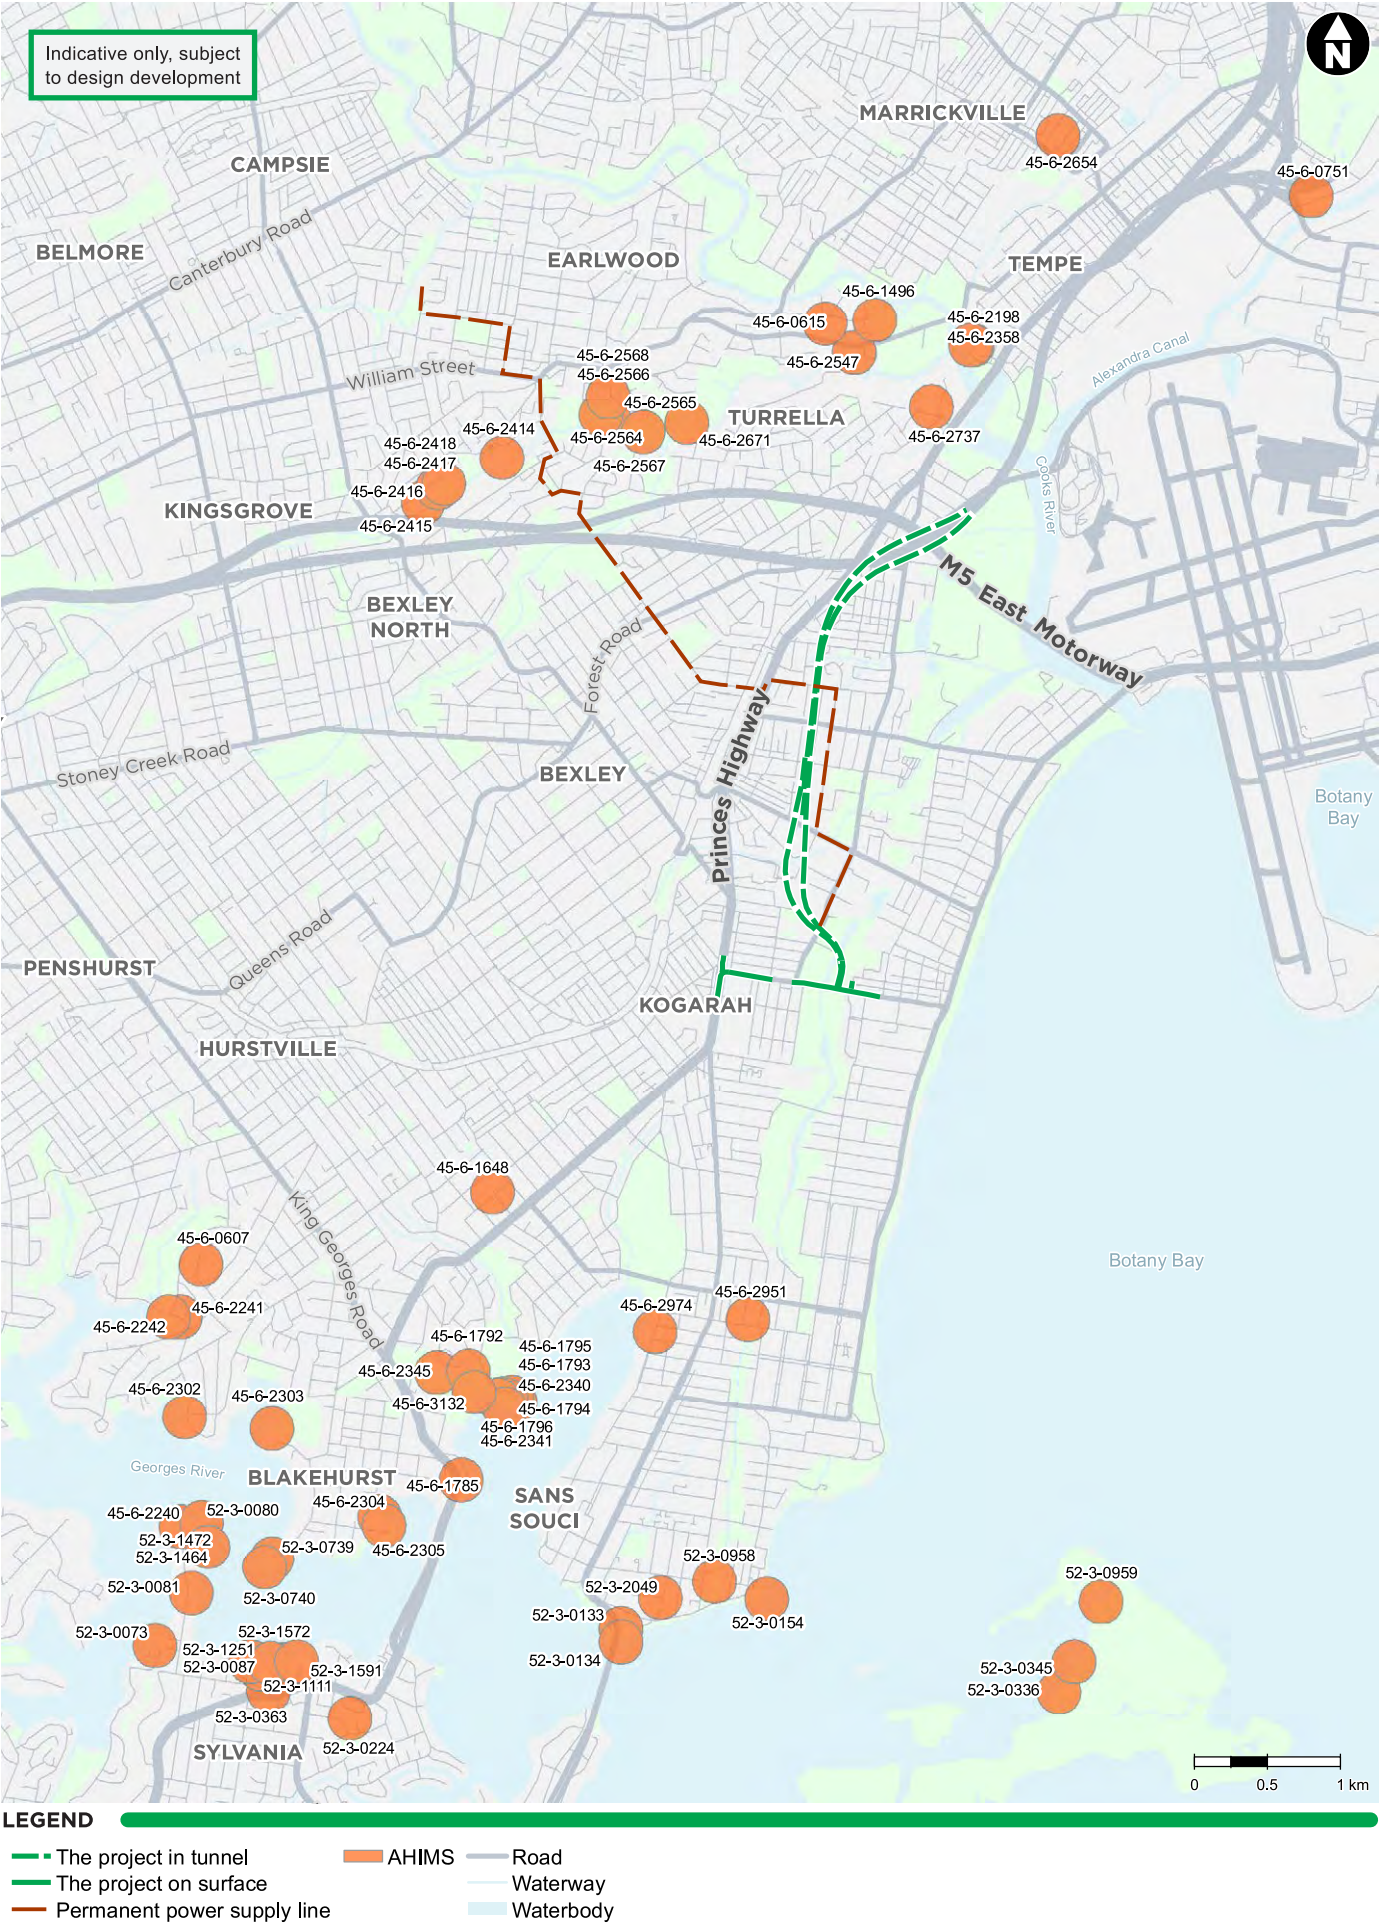 Indicative only, subject
to design development
N
MARRICKVILLE
45-6-2654
CAMPSIE
45-6-0751
Canterbury Road
BELMORE
EARLWOOD
TEMPE
45-6-1496
45-6-0615
45-6-2198
45-6-2358
45-6-2547
Alexandra Canal
45-6-2568
45-6-2566
William Street
45-6-2565
TURRELLA
45-6-2414
45-6-2564
45-6-2671
45-6-2737
45-6-2418
45-6-2417
45-6-2567
45-6-2416
Cooks River
KINGSGROVE
45-6-2415
M5 East Motorway
BEXLEY
NORTH
Forest Road
Princes Highway
Stoney Creek Road
BEXLEY
Botany
Bay
Queens Road
PENSHURST
KOGARAH
HURSTVILLE
45-6-1648
King Georges Road
45-6-0607
Botany Bay
45-6-2951
45-6-2974
45-6-2241
45-6-2242
45-6-1792
45-6-1795
45-6-1793
45-6-2345
45-6-2340
45-6-2302
45-6-2303
45-6-3132
45-6-1794
45-6-1796
45-6-2341
Georges River
BLAKEHURST
45-6-1785
SANS
SOUCI
45-6-2304
45-6-2240
52-3-0080
52-3-1472
52-3-1464
52-3-0739
45-6-2305
52-3-0958
52-3-0959
52-3-0081
52-3-0740
52-3-2049
52-3-0133
52-3-0154
52-3-0073
52-3-1572
52-3-1251
52-3-0087
52-3-1591
52-3-0134
52-3-0345
52-3-1111
52-3-0336
52-3-0363
52-3-0224
SYLVANIA
0 0.5 1 km
LEGEND
The project in tunnel
The project on surface
Permanent power supply line
AHIMS
Road
Waterway
Waterbody